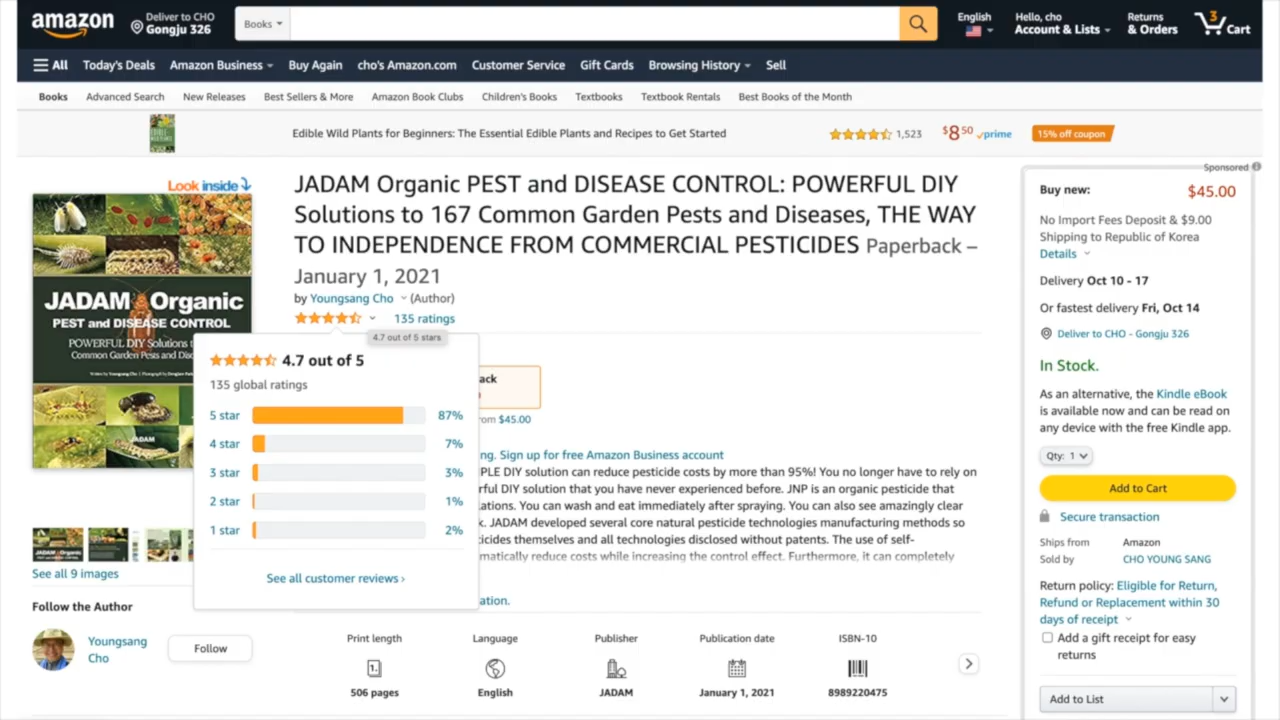 amazon
Deliver to CHO
Gongju 326
Books
English
Hello, cho
Account & Lists
Returns
& Orders
3
Cart
All
Today's Deals
Amazon Business
Buy Again
cho's Amazon.com
Customer Service
Gift Cards
Browsing History
Sell
Books
Advanced Search
New Releases
Best Sellers & More
Amazon Book Clubs
Children's Books
Textbooks
Textbook Rentals
Best Books of the Month
Edible Wild Plants for Beginners: The Essential Edible Plants and Recipes to Get Started
1,523
$8 50
prime
15% off coupon
Sponsored
Look inside
JADAM Organic
PEST and DISEASE CONTROL
POWERFUL DIY Solutions t
Common Garden Pests and Dise
JADAM
See all 9 images
Follow the Author
Youngsang
Cho
Follow
JADAM Organic PEST and DISEASE CONTROL: POWERFUL DIY
Solutions to 167 Common Garden Pests and Diseases, THE WAY
TO INDEPENDENCE FROM COMMERCIAL PESTICIDES Paperback –
January 1, 2021
by Youngsang Cho (Author)
135 ratings
4.7 out of 5 stars
4.7 out of 5
135 global ratings
5 star 87%
4 star 7%
3 star 3%
2 star 1%
1 star 2%
See all customer reviews ›
ack
rom $45.00
ng. Sign up for free Amazon Business account
PLE DIY solution can reduce pesticide costs by more than 95%! You no longer have to rely on
rful DIY solution that you have never experienced before. JNP is an organic pesticide that
ations. You can wash and eat immediately after spraying. You can also see amazingly clear
k. JADAM developed several core natural pesticide technologies manufacturing methods so
icides themselves and all technologies disclosed without patents. The use of self-
matically reduce costs while increasing the control effect. Furthermore, it can completely
ation.
Print length
506 pages
Language
English
Publisher
JADAM
Publication date
January 1, 2021
ISBN-10
8989220475
Buy new: $45.00
No Import Fees Deposit & $9.00
Shipping to Republic of Korea
Details
Delivery Oct 10 - 17
Or fastest delivery Fri, Oct 14
Deliver to CHO - Gongju 326
In Stock.
As an alternative, the Kindle eBook
is available now and can be read on
any device with the free Kindle app.
Qty: 1
Add to Cart
Secure transaction
Ships from Amazon
Sold by CHO YOUNG SANG
Return policy: Eligible for Return,
Refund or Replacement within 30
days of receipt
Add a gift receipt for easy
returns
Add to List